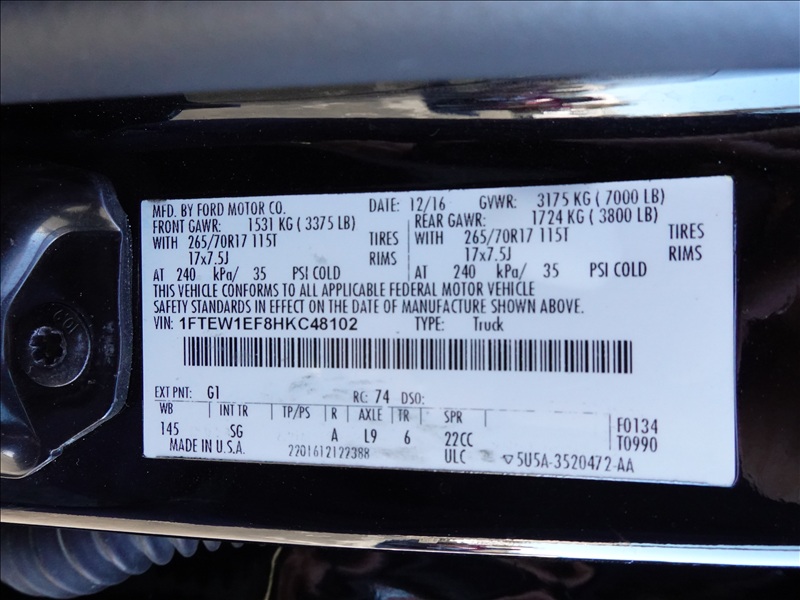 MFD. BY FORD MOTOR CO. DATE: 12/16 GVWR: 3175 KG ( 7000 LB)
FRONT GAWR: 1531 KG ( 3375 LB) REAR GAWR: 1724 KG ( 3800 LB)
WITH 265/70R17 115T TIRES WITH 265/70R17 115T TIRES
17x7.5J RIMS 17x7.5J RIMS
AT 240 kPa/ 35 PSI COLD AT 240 kPa/ 35 PSI COLD
THIS VEHICLE CONFORMS TO ALL APPLICABLE FEDERAL MOTOR VEHICLE
SAFETY STANDARDS IN EFFECT ON THE DATE OF MANUFACTURE SHOWN ABOVE.
VIN: 1FTEW1EF8HKC48102 TYPE: Truck
EXT PNT: G1 RC: 74 DSO:
WB INT TR TP/PS R AXLE TR SPR F0134
145 SG A L9 6 22CC T0990
MADE IN U.S.A. 2201612122388 ULC 5U5A-3520472-AA